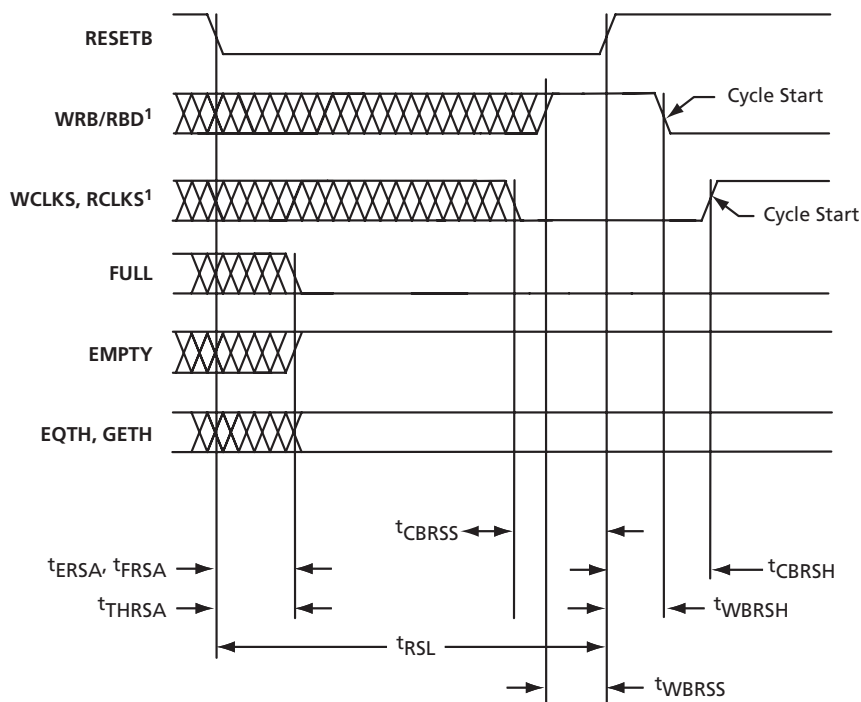 RESETB
WRB/RBD1
Cycle Start
WCLKS, RCLKS1
Cycle Start
FULL
EMPTY
EQTH, GETH
tCBRSS
tERSA, tFRSA
tCBRSH
tTHRSA
tWBRSH
tRSL
tWBRSS